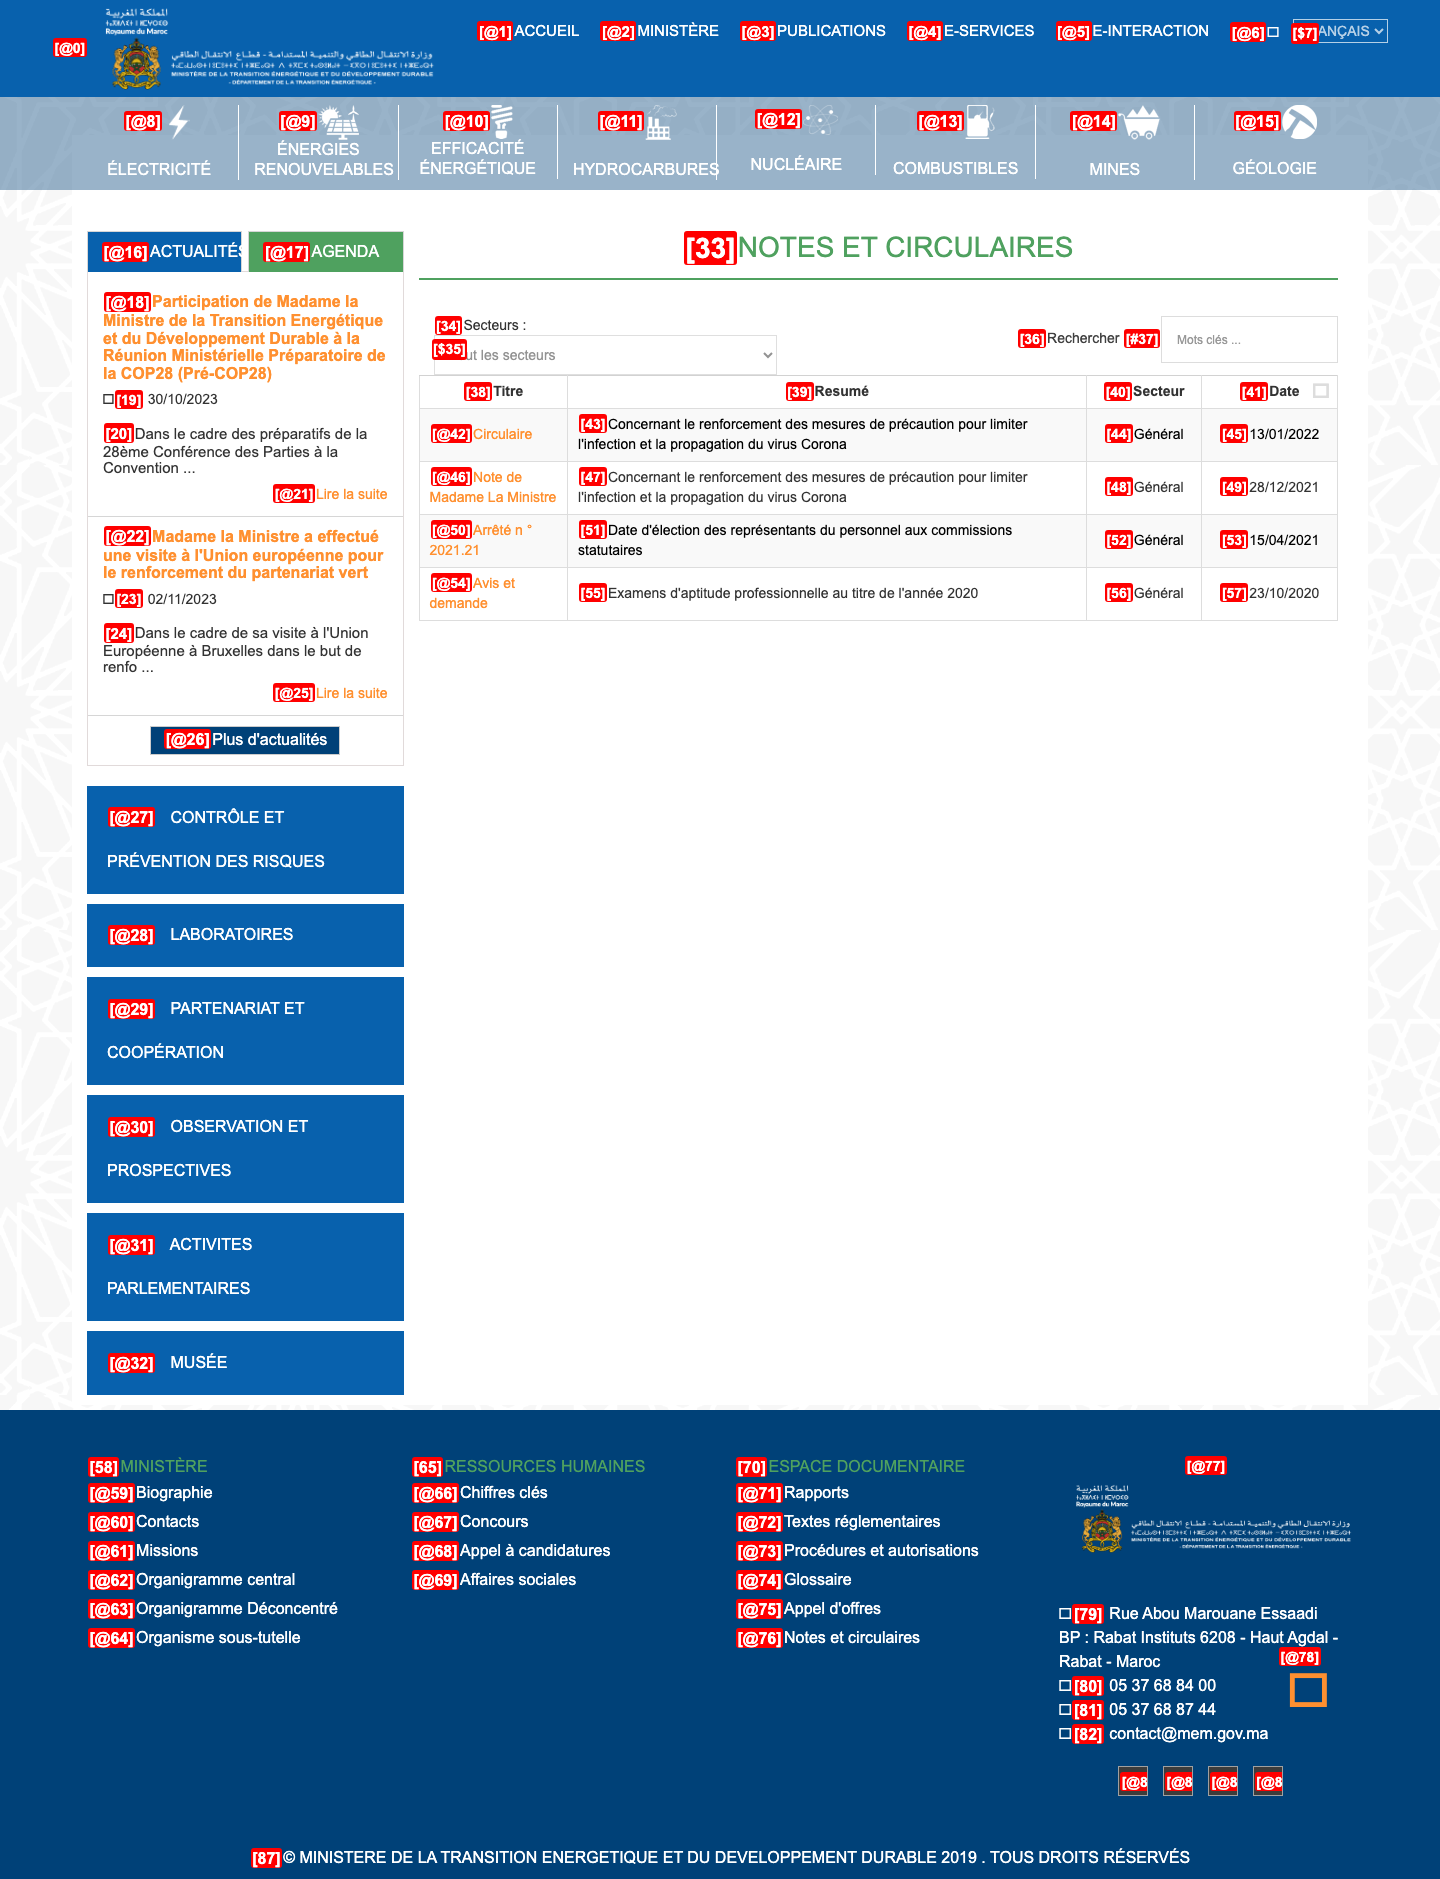 المملكة المغربية
Royaume du Maroc
وزارة الانتقال الطاقي والتنمية المستدامة - قطاع الانتقال الطاقي
MINISTÈRE DE LA TRANSITION ÉNERGÉTIQUE ET DU DÉVELOPPEMENT DURABLE
- DÉPARTEMENT DE LA TRANSITION ÉNERGÉTIQUE -
[@0]
[@1]ACCUEIL [@2]MINISTÈRE [@3]PUBLICATIONS [@4]E-SERVICES [@5]E-INTERACTION [@6] [$7]ANÇAIS
[@8] ÉLECTRICITÉ
[@9] ÉNERGIES
RENOUVELABLES
[@10] EFFICACITÉ
ÉNERGÉTIQUE
[@11] HYDROCARBURES
[@12] NUCLÉAIRE
[@13] COMBUSTIBLES
[@14] MINES
[@15] GÉOLOGIE
[@16]ACTUALITÉS [@17]AGENDA
[@18]Participation de Madame la
Ministre de la Transition Energétique
et du Développement Durable à la
Réunion Ministérielle Préparatoire de
la COP28 (Pré-COP28)
[19] 30/10/2023
[20]Dans le cadre des préparatifs de la
28ème Conférence des Parties à la
Convention ...
[@21]Lire la suite
[@22]Madame la Ministre a effectué
une visite à l'Union européenne pour
le renforcement du partenariat vert
[23] 02/11/2023
[24]Dans le cadre de sa visite à l'Union
Européenne à Bruxelles dans le but de
renfo ...
[@25]Lire la suite
[@26]Plus d'actualités
[@27] CONTRÔLE ET
PRÉVENTION DES RISQUES
[@28] LABORATOIRES
[@29] PARTENARIAT ET
COOPÉRATION
[@30] OBSERVATION ET
PROSPECTIVES
[@31] ACTIVITES
PARLEMENTAIRES
[@32] MUSÉE
[33]NOTES ET CIRCULAIRES
[34]Secteurs :
[$35]ut les secteurs
[36]Rechercher [#37] Mots clés ...
[38]Titre [39]Resumé [40]Secteur [41]Date
[@42]Circulaire
[43]Concernant le renforcement des mesures de précaution pour limiter
l'infection et la propagation du virus Corona
[44]Général [45]13/01/2022
[@46]Note de
Madame La Ministre
[47]Concernant le renforcement des mesures de précaution pour limiter
l'infection et la propagation du virus Corona
[48]Général [49]28/12/2021
[@50]Arrêté n °
2021.21
[51]Date d'élection des représentants du personnel aux commissions
statutaires
[52]Général [53]15/04/2021
[@54]Avis et
demande
[55]Examens d'aptitude professionnelle au titre de l'année 2020
[56]Général [57]23/10/2020
[58]MINISTÈRE
[@59]Biographie
[@60]Contacts
[@61]Missions
[@62]Organigramme central
[@63]Organigramme Déconcentré
[@64]Organisme sous-tutelle
[65]RESSOURCES HUMAINES
[@66]Chiffres clés
[@67]Concours
[@68]Appel à candidatures
[@69]Affaires sociales
[70]ESPACE DOCUMENTAIRE
[@71]Rapports
[@72]Textes réglementaires
[@73]Procédures et autorisations
[@74]Glossaire
[@75]Appel d'offres
[@76]Notes et circulaires
[@77]
المملكة المغربية
Royaume du Maroc
وزارة الانتقال الطاقي والتنمية المستدامة - قطاع الانتقال الطاقي
MINISTÈRE DE LA TRANSITION ÉNERGÉTIQUE ET DU DÉVELOPPEMENT DURABLE
- DÉPARTEMENT DE LA TRANSITION ÉNERGÉTIQUE -
[79] Rue Abou Marouane Essaadi
BP : Rabat Instituts 6208 - Haut Agdal -
Rabat - Maroc
[@78]
[80] 05 37 68 84 00
[81] 05 37 68 87 44
[82] contact@mem.gov.ma
[@8 [@8 [@8 [@8
[87]© MINISTERE DE LA TRANSITION ENERGETIQUE ET DU DEVELOPPEMENT DURABLE 2019 . TOUS DROITS RÉSERVÉS